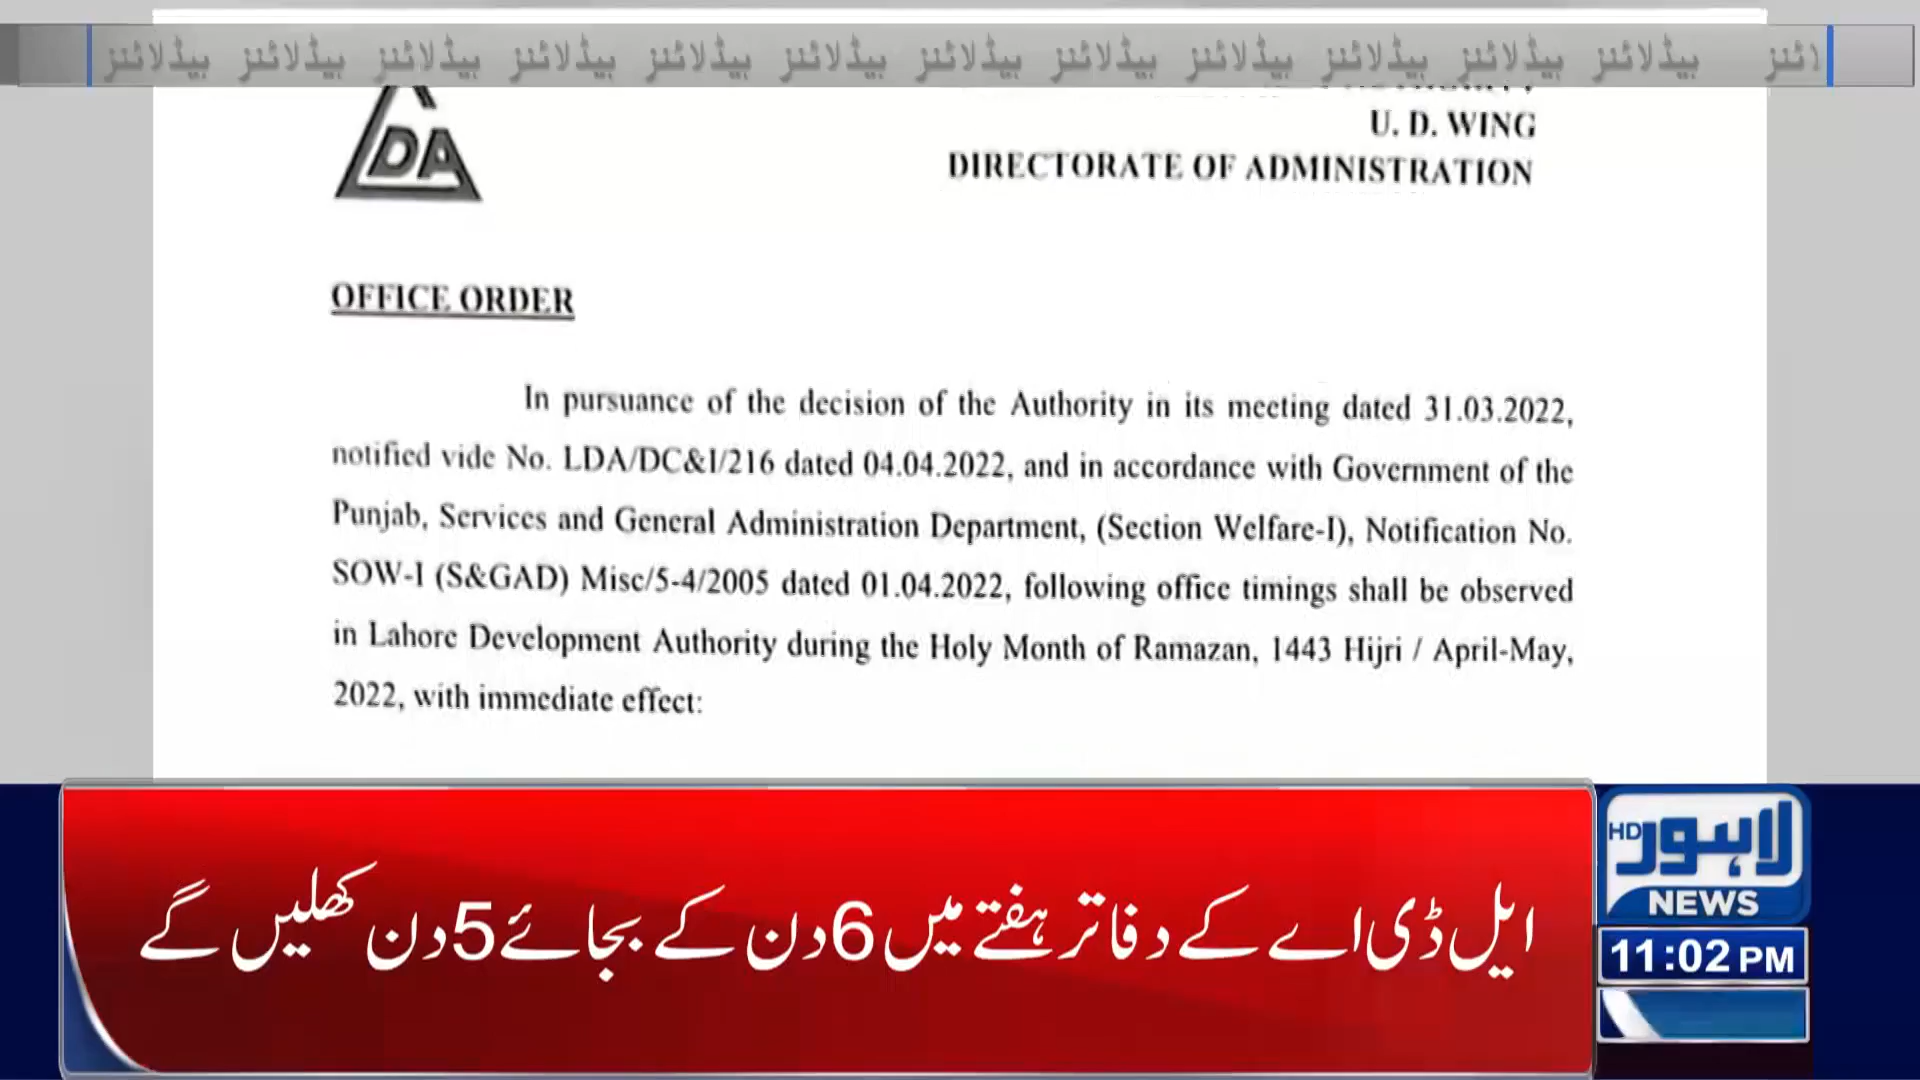 ہیڈلائنز ہیڈلائنز ہیڈلائنز ہیڈلائنز ہیڈلائنز ہیڈلائنز ہیڈلائنز ہیڈلائنز ہیڈلائنز ہیڈلائنز ہیڈلائنز ہیڈلائنز ائنز
LDA
U. D. WING
DIRECTORATE OF ADMINISTRATION
OFFICE ORDER
In pursuance of the decision of the Authority in its meeting dated 31.03.2022,
notified vide No. LDA/DC&I/216 dated 04.04.2022, and in accordance with Government of the
Punjab, Services and General Administration Department, (Section Welfare-I), Notification No.
SOW-I (S&GAD) Misc/5-4/2005 dated 01.04.2022, following office timings shall be observed
in Lahore Development Authority during the Holy Month of Ramazan, 1443 Hijri / April-May,
2022, with immediate effect:
ایل ڈی اے کے دفاتر ہفتے میں 6 دن کے بجائے 5 دن کھلیں گے
لاہور HD
NEWS
11:02 PM